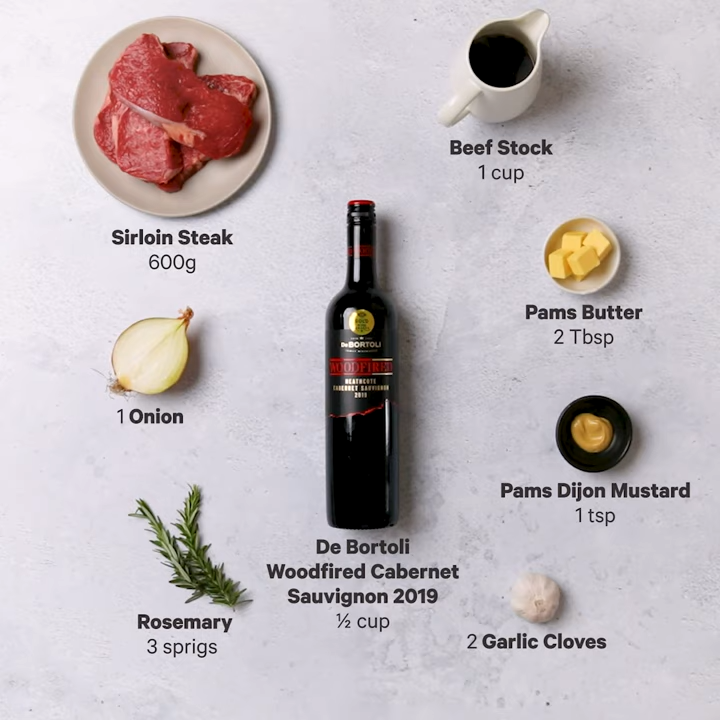 Beef Stock
1 cup
Sirloin Steak
600g
Pams Butter
2 Tbsp
De BORTOLI
WOODFIRED
HEATHCOTE
CABERNET SAUVIGNON
2019
1 Onion
Pams Dijon Mustard
1 tsp
De Bortoli
Woodfired Cabernet
Sauvignon 2019
½ cup
Rosemary
3 sprigs
2 Garlic Cloves